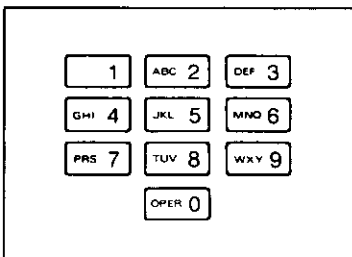 1 ABC 2 DEF 3
GHI 4 JKL 5 MNO 6
PRS 7 TUV 8 WXY 9
OPER 0